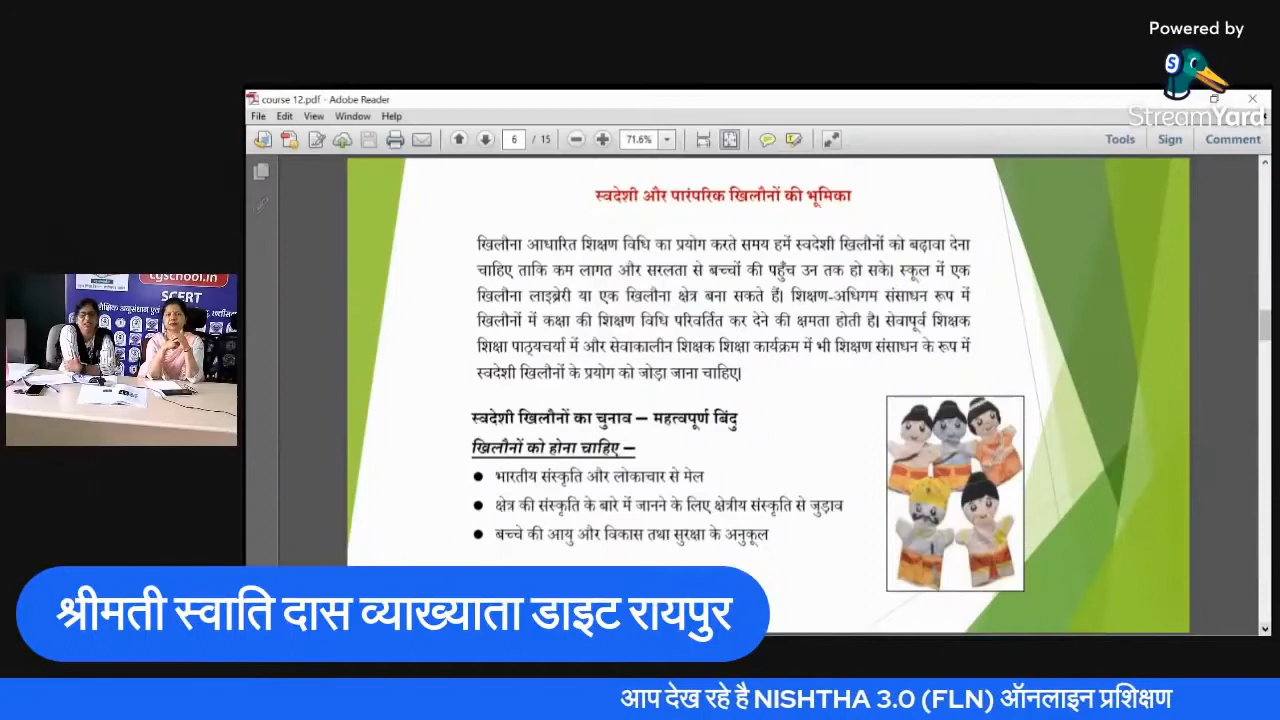 Powered by
S
StreamYard
course 12.pdf - Adobe Reader
File Edit View Window Help
6 / 15 71.6% Tools Sign Comment
स्वदेशी और पारंपरिक खिलौनों की भूमिका
खिलौना आधारित शिक्षण विधि का प्रयोग करते समय हमें स्वदेशी खिलौनों को बढ़ावा देना
चाहिए ताकि कम लागत और सरलता से बच्चों की पहुँच उन तक हो सके। स्कूल में एक
खिलौना लाइब्रेरी या एक खिलौना क्षेत्र बना सकते हैं। शिक्षण-अधिगम संसाधन रूप में
खिलौनों में कक्षा की शिक्षण विधि परिवर्तित कर देने की क्षमता होती है। सेवापूर्व शिक्षक
शिक्षा पाठ्यचर्या में और सेवाकालीन शिक्षक शिक्षा कार्यक्रम में भी शिक्षण संसाधन के रूप में
स्वदेशी खिलौनों के प्रयोग को जोड़ा जाना चाहिए।
स्वदेशी खिलौनों का चुनाव – महत्वपूर्ण बिंदु
खिलौनों को होना चाहिए –
● भारतीय संस्कृति और लोकाचार से मेल
● क्षेत्र की संस्कृति के बारे में जानने के लिए क्षेत्रीय संस्कृति से जुड़ाव
● बच्चे की आयु और विकास तथा सुरक्षा के अनुकूल
cgschool.in
SCERT
श्रीमती स्वाति दास व्याख्याता डाइट रायपुर
आप देख रहे है NISHTHA 3.0 (FLN) ऑनलाइन प्रशिक्षण